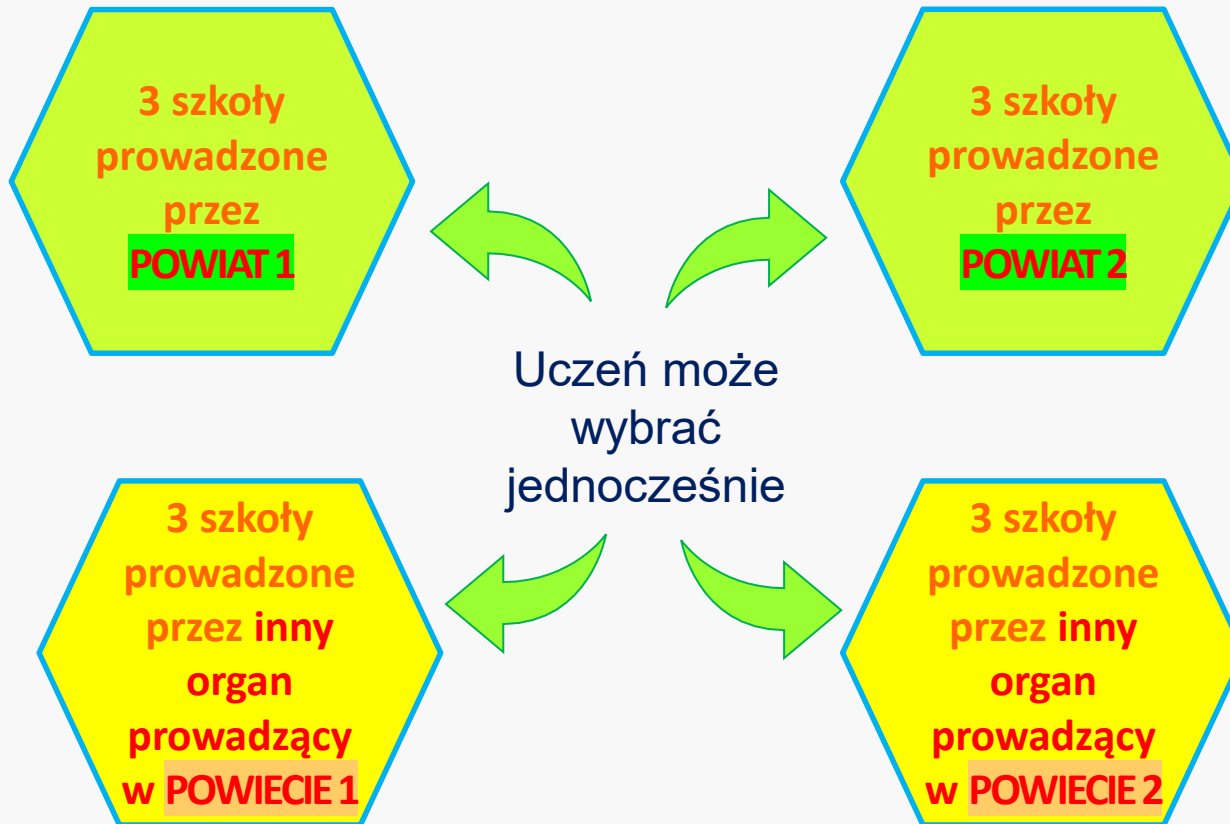 3 szkoły
prowadzone
przez
POWIAT 1
3 szkoły
prowadzone
przez
POWIAT 2
Uczeń może
wybrać
jednocześnie
3 szkoły
prowadzone
przez inny
organ
prowadzący
w POWIECIE 1
3 szkoły
prowadzone
przez inny
organ
prowadzący
w POWIECIE 2